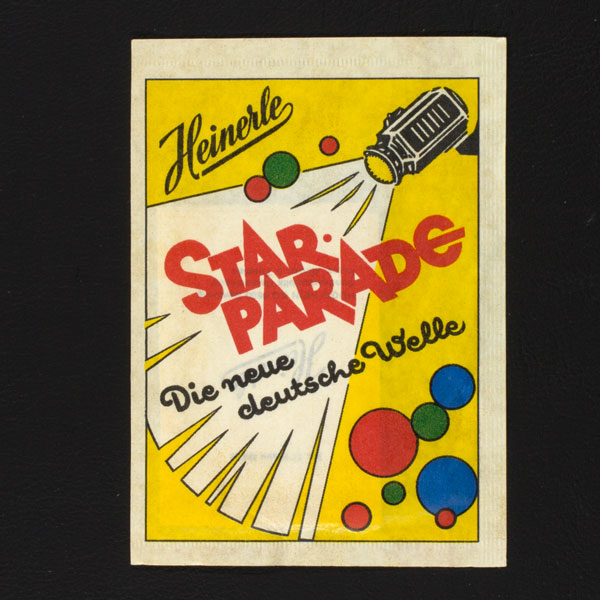 Heinerle
STAR-
PARADE
Die neue
deutsche Welle